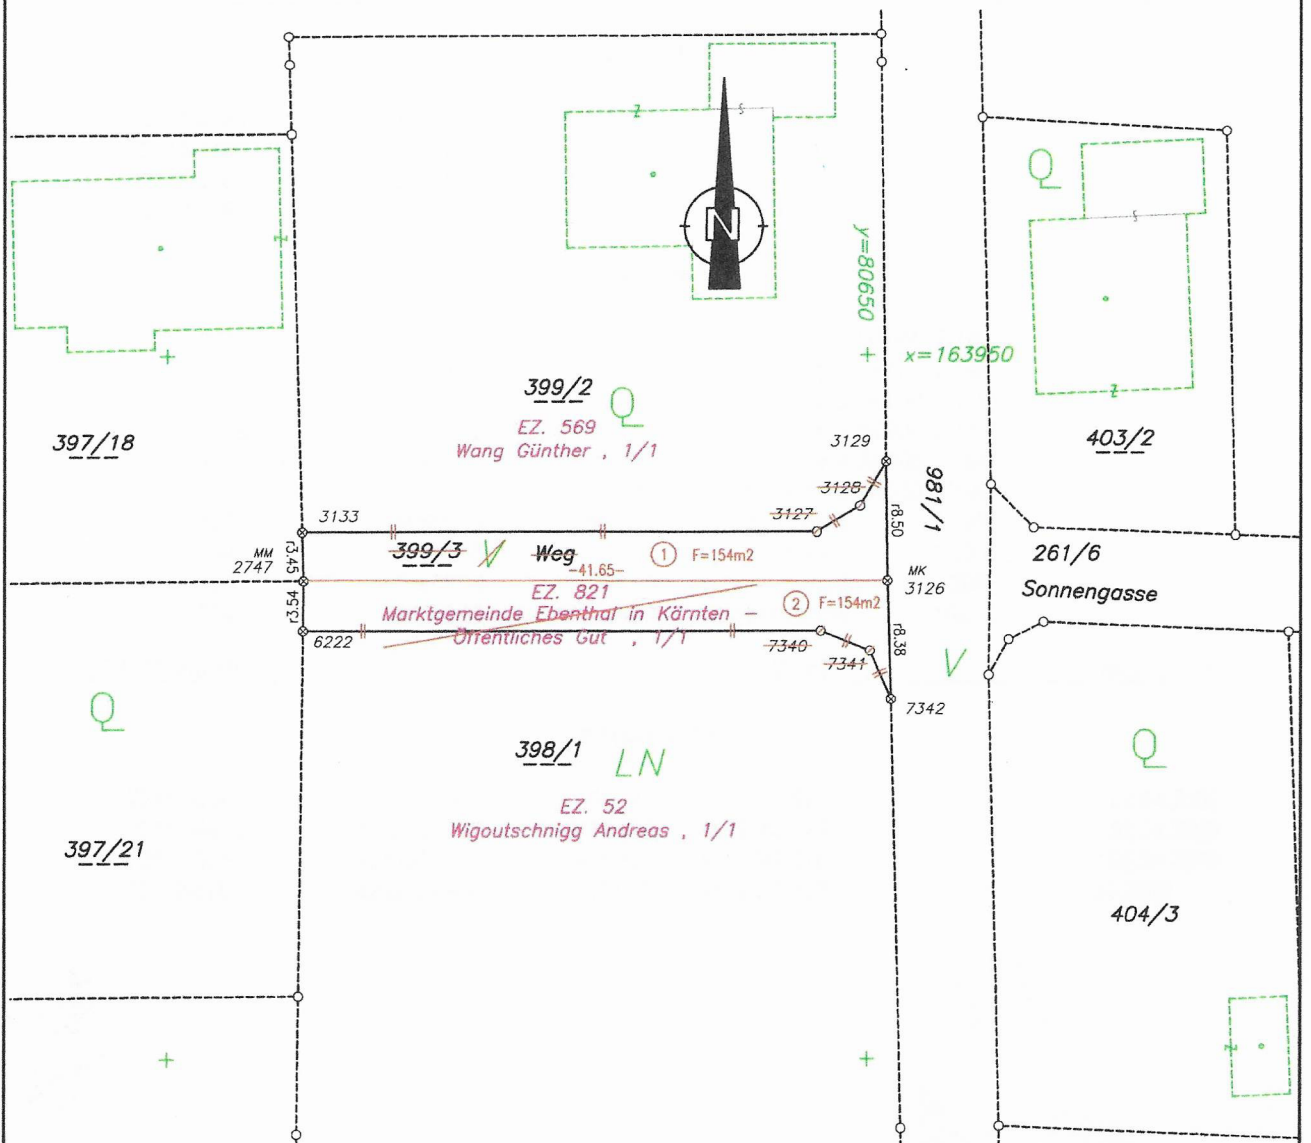 N
Q
y=80650
x=163950
399/2
Q
EZ. 569
Wang Günther , 1/1
397/18
403/2
3129
3128
3127
981/1
r8.50
3133
399/3 V Weg
1 F=154m2
261/6
r3.45
MM
2747
-41.65-
MK
3126
Sonnengasse
EZ. 821
2 F=154m2
Marktgemeinde Ebenthal in Kärnten –
Öffentliches Gut , 1/1
r8.38
6222
7340
7341
V
7342
Q
398/1
LN
Q
EZ. 52
Wigoutschnigg Andreas , 1/1
397/21
404/3